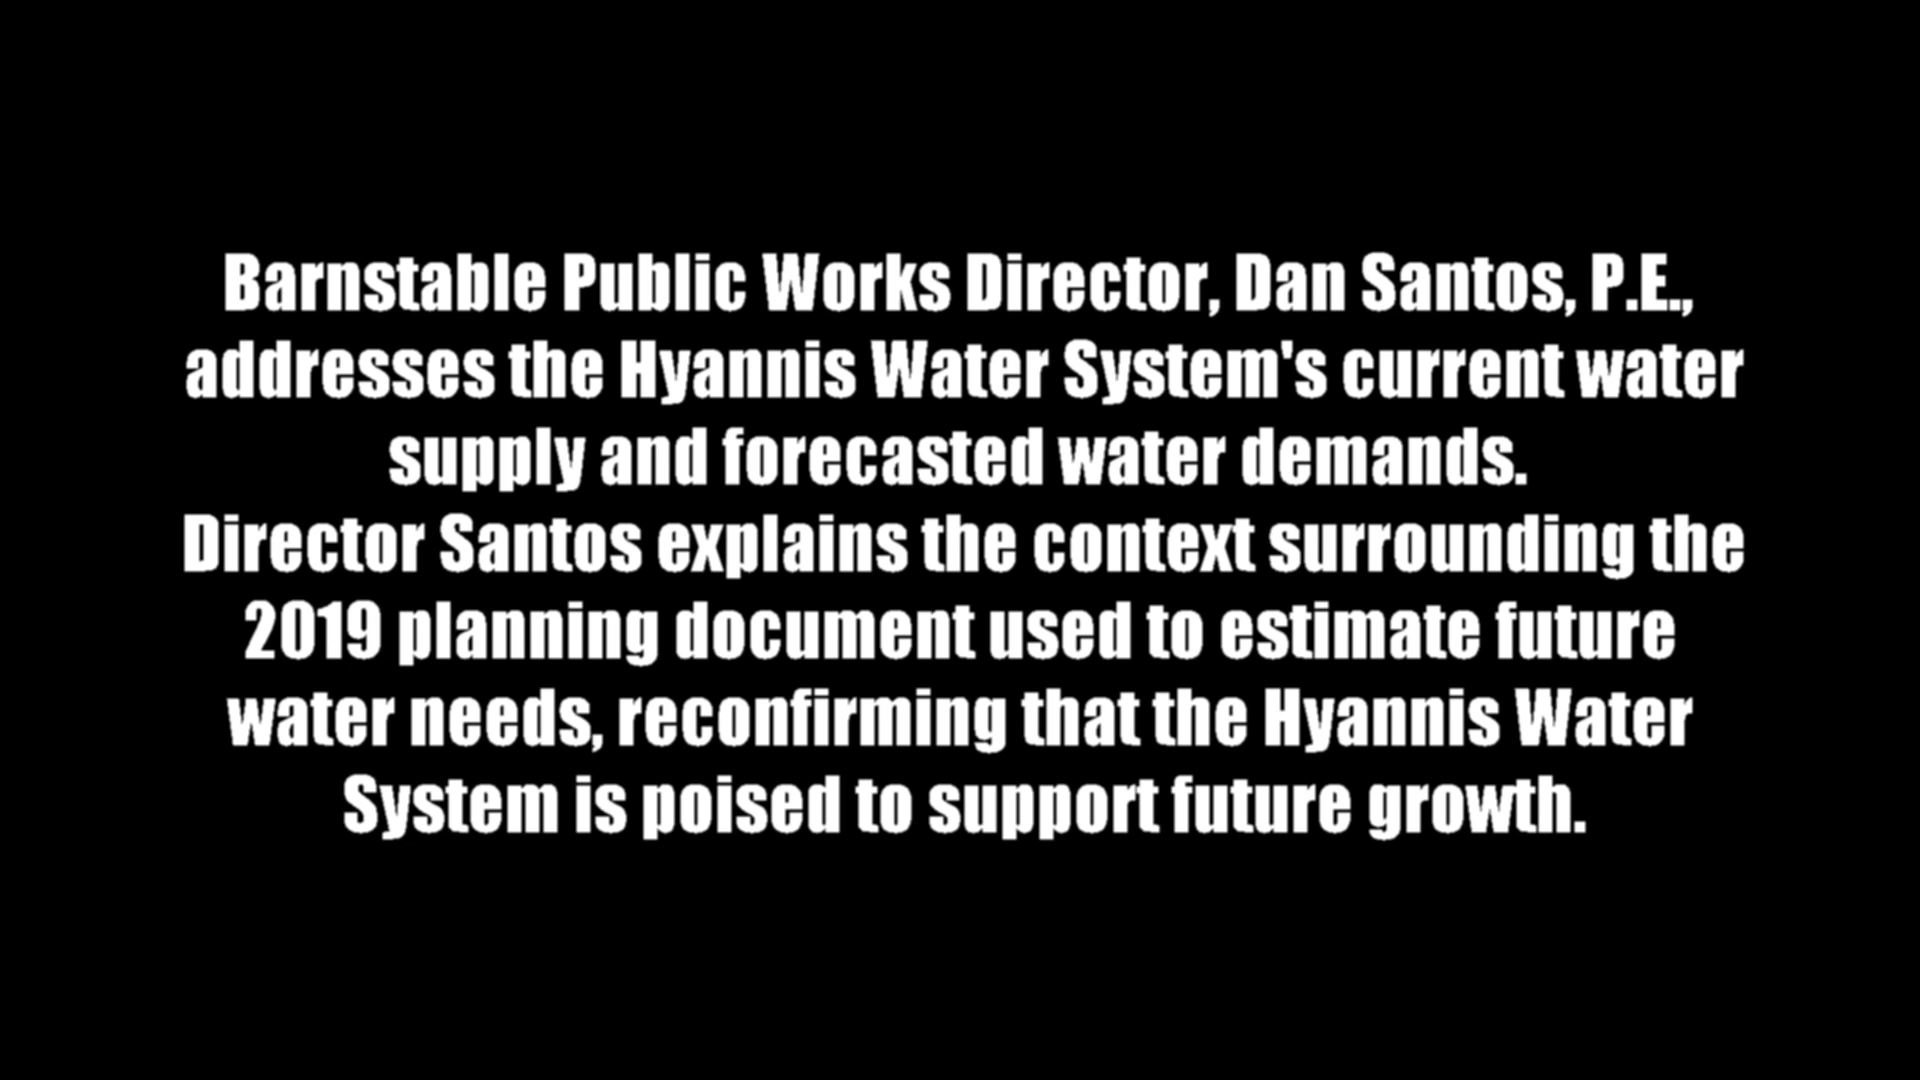 Barnstable Public Works Director, Dan Santos, P.E.,
addresses the Hyannis Water System's current water
supply and forecasted water demands.
Director Santos explains the context surrounding the
2019 planning document used to estimate future
water needs, reconfirming that the Hyannis Water
System is poised to support future growth.